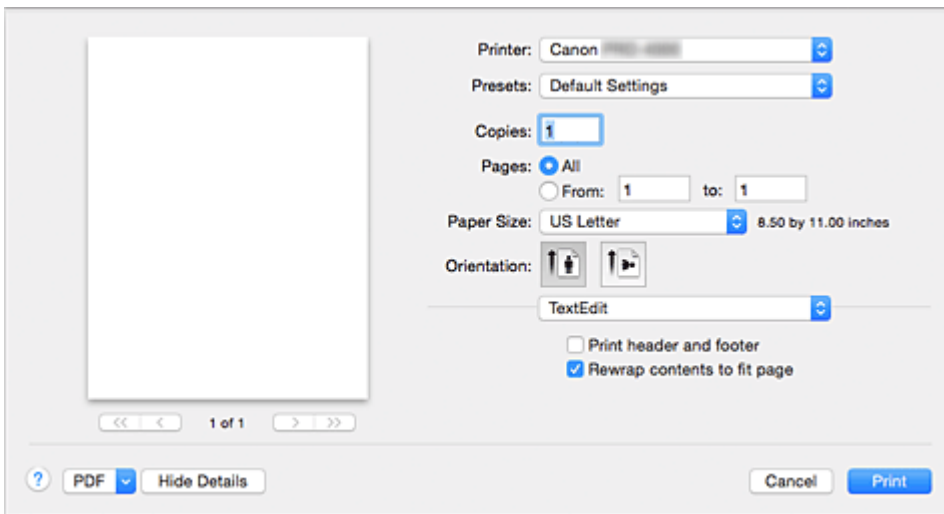 Printer: Canon
Presets: Default Settings
Copies: 1
Pages: All
From: 1 to: 1
Paper Size: US Letter 8.50 by 11.00 inches
Orientation:
TextEdit
Print header and footer
Rewrap contents to fit page
<< < 1 of 1 > >>
? PDF Hide Details Cancel Print